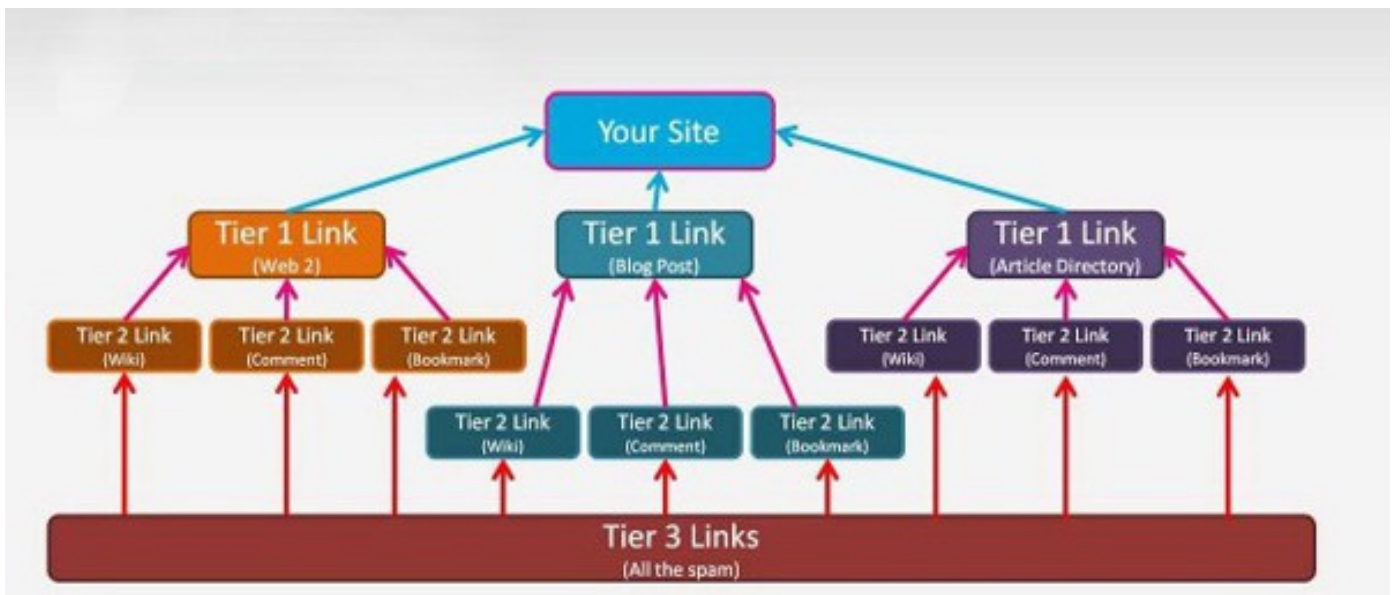 Your Site
Tier 1 Link
(Web 2)
Tier 1 Link
(Blog Post)
Tier 1 Link
(Article Directory)
Tier 2 Link
(Wiki)
Tier 2 Link
(Comment)
Tier 2 Link
(Bookmark)
Tier 2 Link
(Wiki)
Tier 2 Link
(Comment)
Tier 2 Link
(Bookmark)
Tier 2 Link
(Wiki)
Tier 2 Link
(Comment)
Tier 2 Link
(Bookmark)
Tier 3 Links
(All the spam)